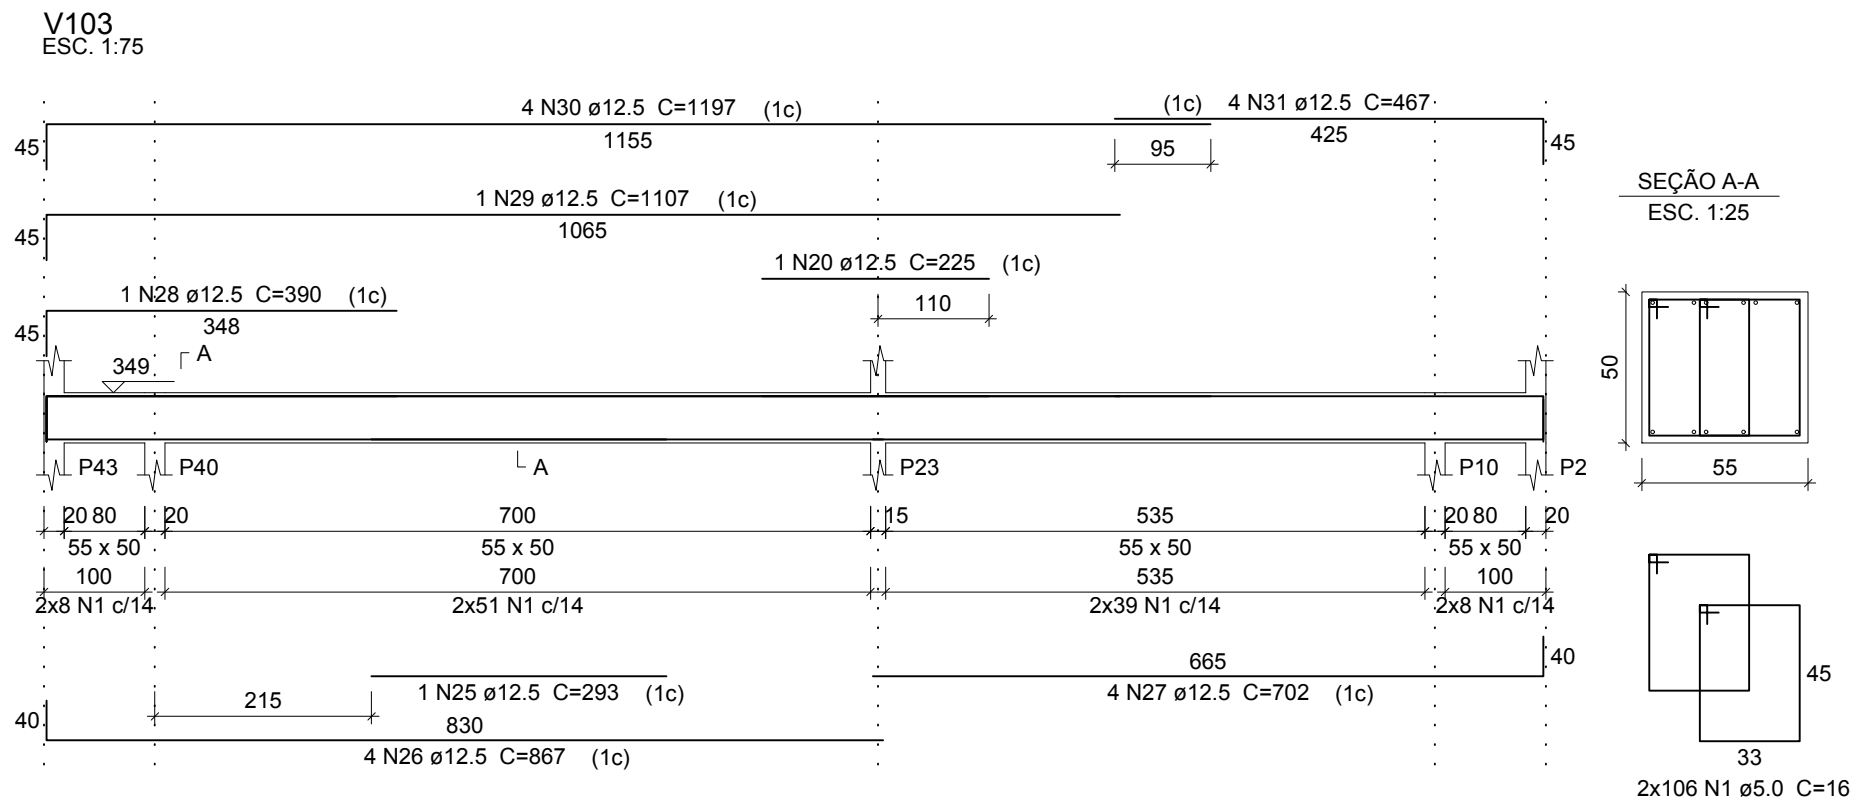 V103
ESC. 1:75
4 N30 ø12.5 C=1197 (1c)
1155
45
(1c) 4 N31 ø12.5 C=467
425
45
95
1 N29 ø12.5 C=1107 (1c)
1065
45
1 N20 ø12.5 C=225 (1c)
110
1 N28 ø12.5 C=390 (1c)
348
45
349
A
A
P43
P40
P23
P10
P2
20 80 20 700 15 535 20 80 20
55 x 50 55 x 50 55 x 50 55 x 50
100 700 535 100
2x8 N1 c/14 2x51 N1 c/14 2x39 N1 c/14 2x8 N1 c/14
665
40
4 N27 ø12.5 C=702 (1c)
1 N25 ø12.5 C=293 (1c)
215
830
40
4 N26 ø12.5 C=867 (1c)
SEÇÃO A-A
ESC. 1:25
50
55
45
33
2x106 N1 ø5.0 C=16